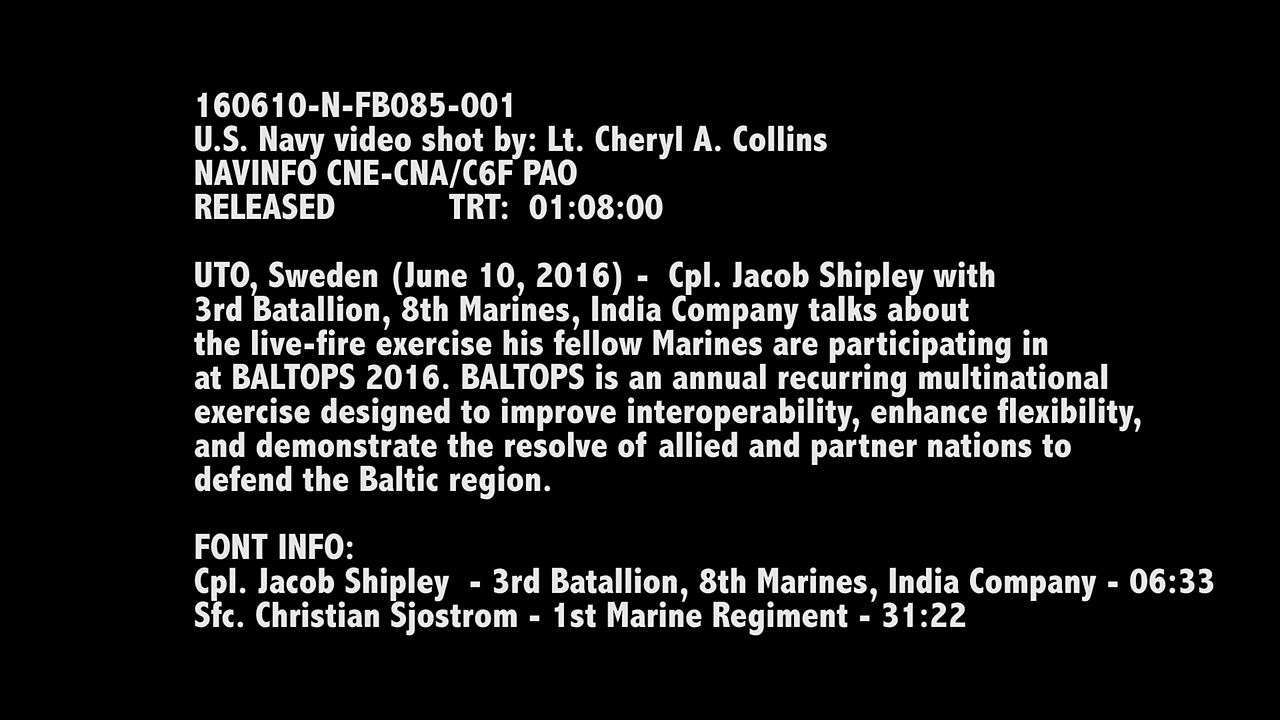 160610-N-FB085-001
U.S. Navy video shot by: Lt. Cheryl A. Collins
NAVINFO CNE-CNA/C6F PAO
RELEASED TRT: 01:08:00
UTO, Sweden (June 10, 2016) - Cpl. Jacob Shipley with
3rd Batallion, 8th Marines, India Company talks about
the live-fire exercise his fellow Marines are participating in
at BALTOPS 2016. BALTOPS is an annual recurring multinational
exercise designed to improve interoperability, enhance flexibility,
and demonstrate the resolve of allied and partner nations to
defend the Baltic region.
FONT INFO:
Cpl. Jacob Shipley - 3rd Batallion, 8th Marines, India Company - 06:33
Sfc. Christian Sjostrom - 1st Marine Regiment - 31:22